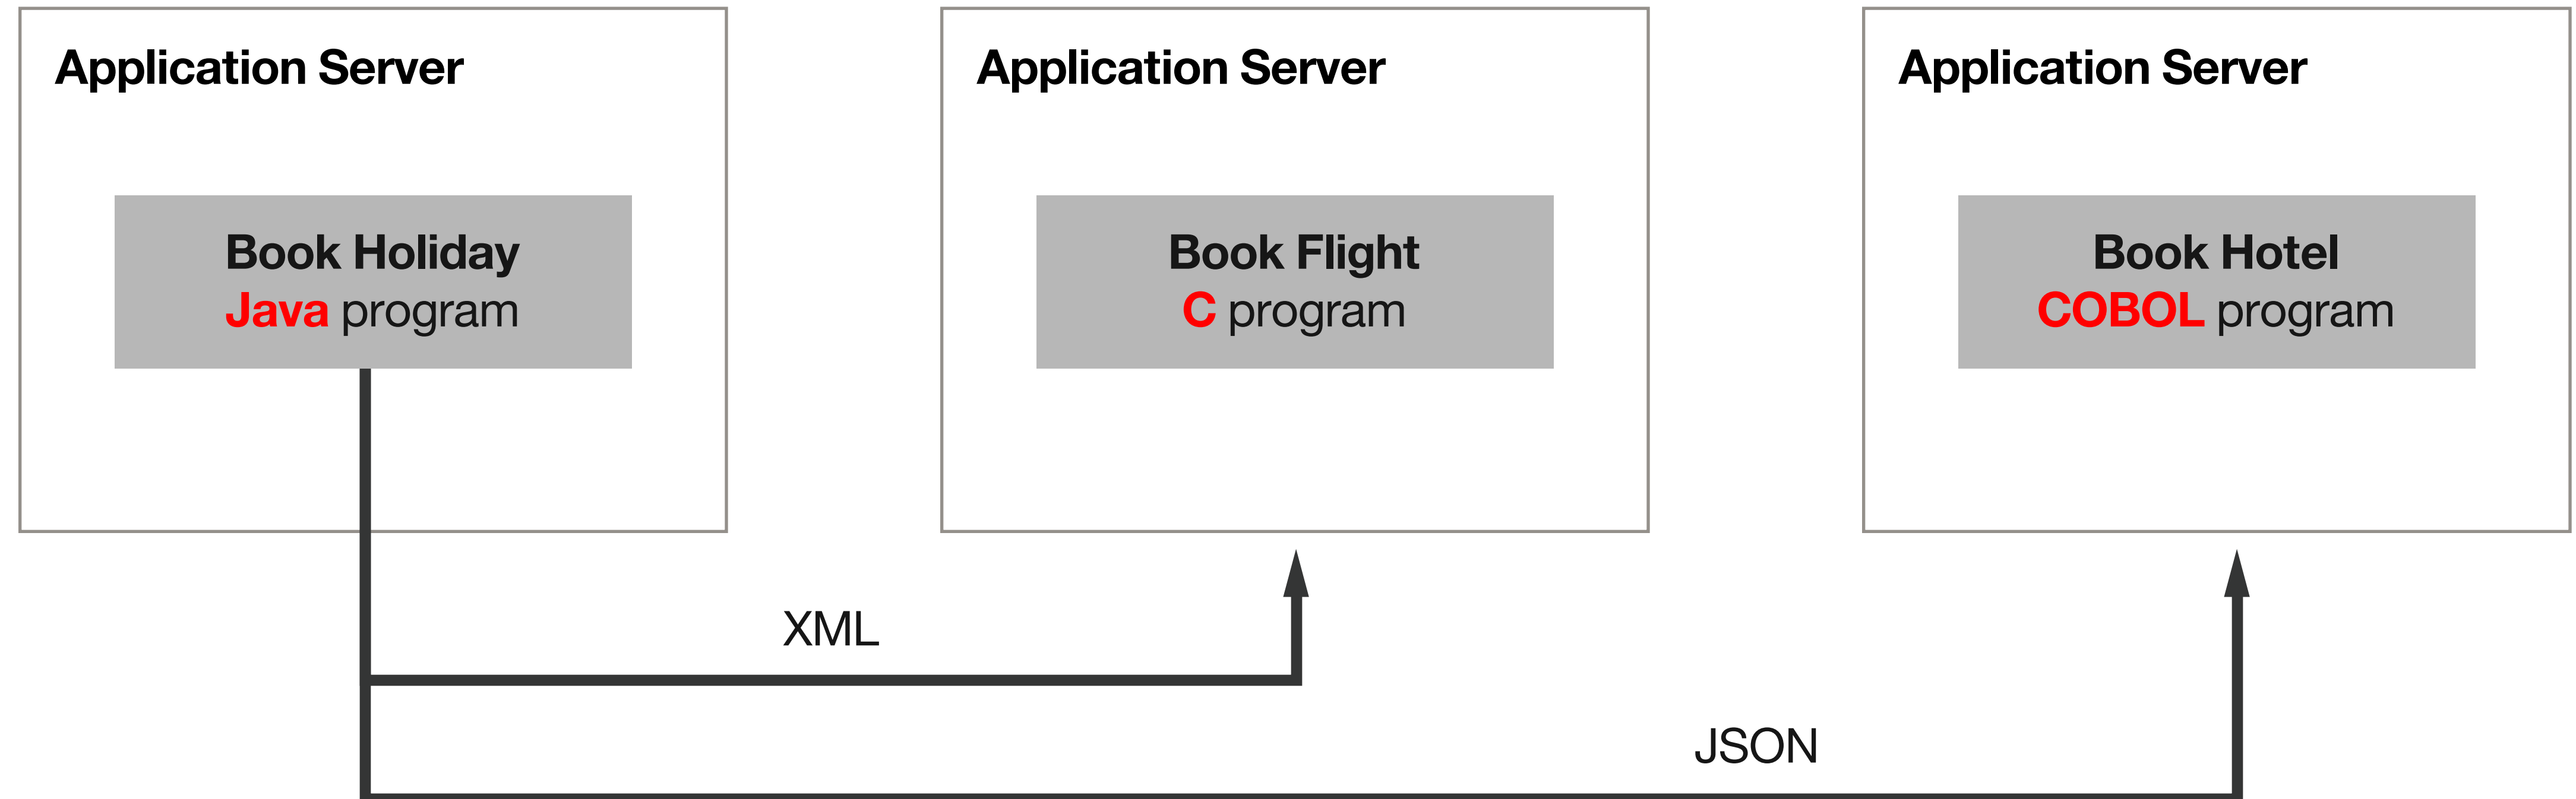 Application Server
Book Holiday
Java program
Application Server
Book Flight
C program
Application Server
Book Hotel
COBOL program
XML
JSON